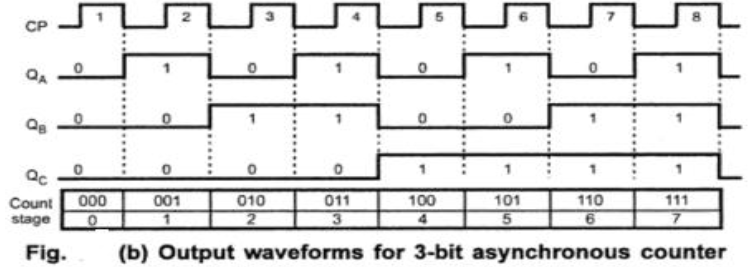 CP 1 2 3 4 5 6 7 8
QA 0 1 0 1 0 1 0 1
QB 0 0 1 1 0 0 1 1
QC 0 0 0 0 1 1 1 1
Count stage 000 001 010 011 100 101 110 111
0 1 2 3 4 5 6 7
Fig. (b) Output waveforms for 3-bit asynchronous counter